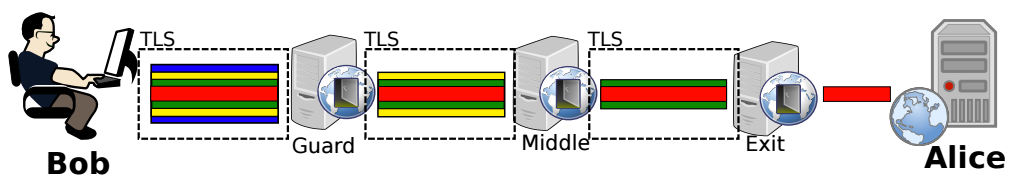 TLS
TLS
TLS
Guard
Middle
Exit
Bob
Alice